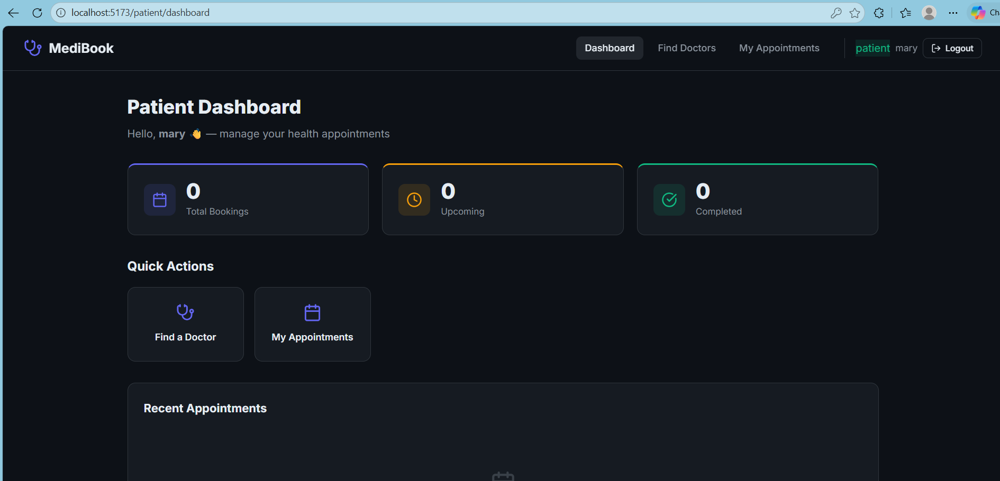 localhost:5173/patient/dashboard
MediBook
Dashboard
Find Doctors
My Appointments
patient
mary
Logout
Patient Dashboard
Hello, mary 👋 — manage your health appointments
0
Total Bookings
0
Upcoming
0
Completed
Quick Actions
Find a Doctor
My Appointments
Recent Appointments